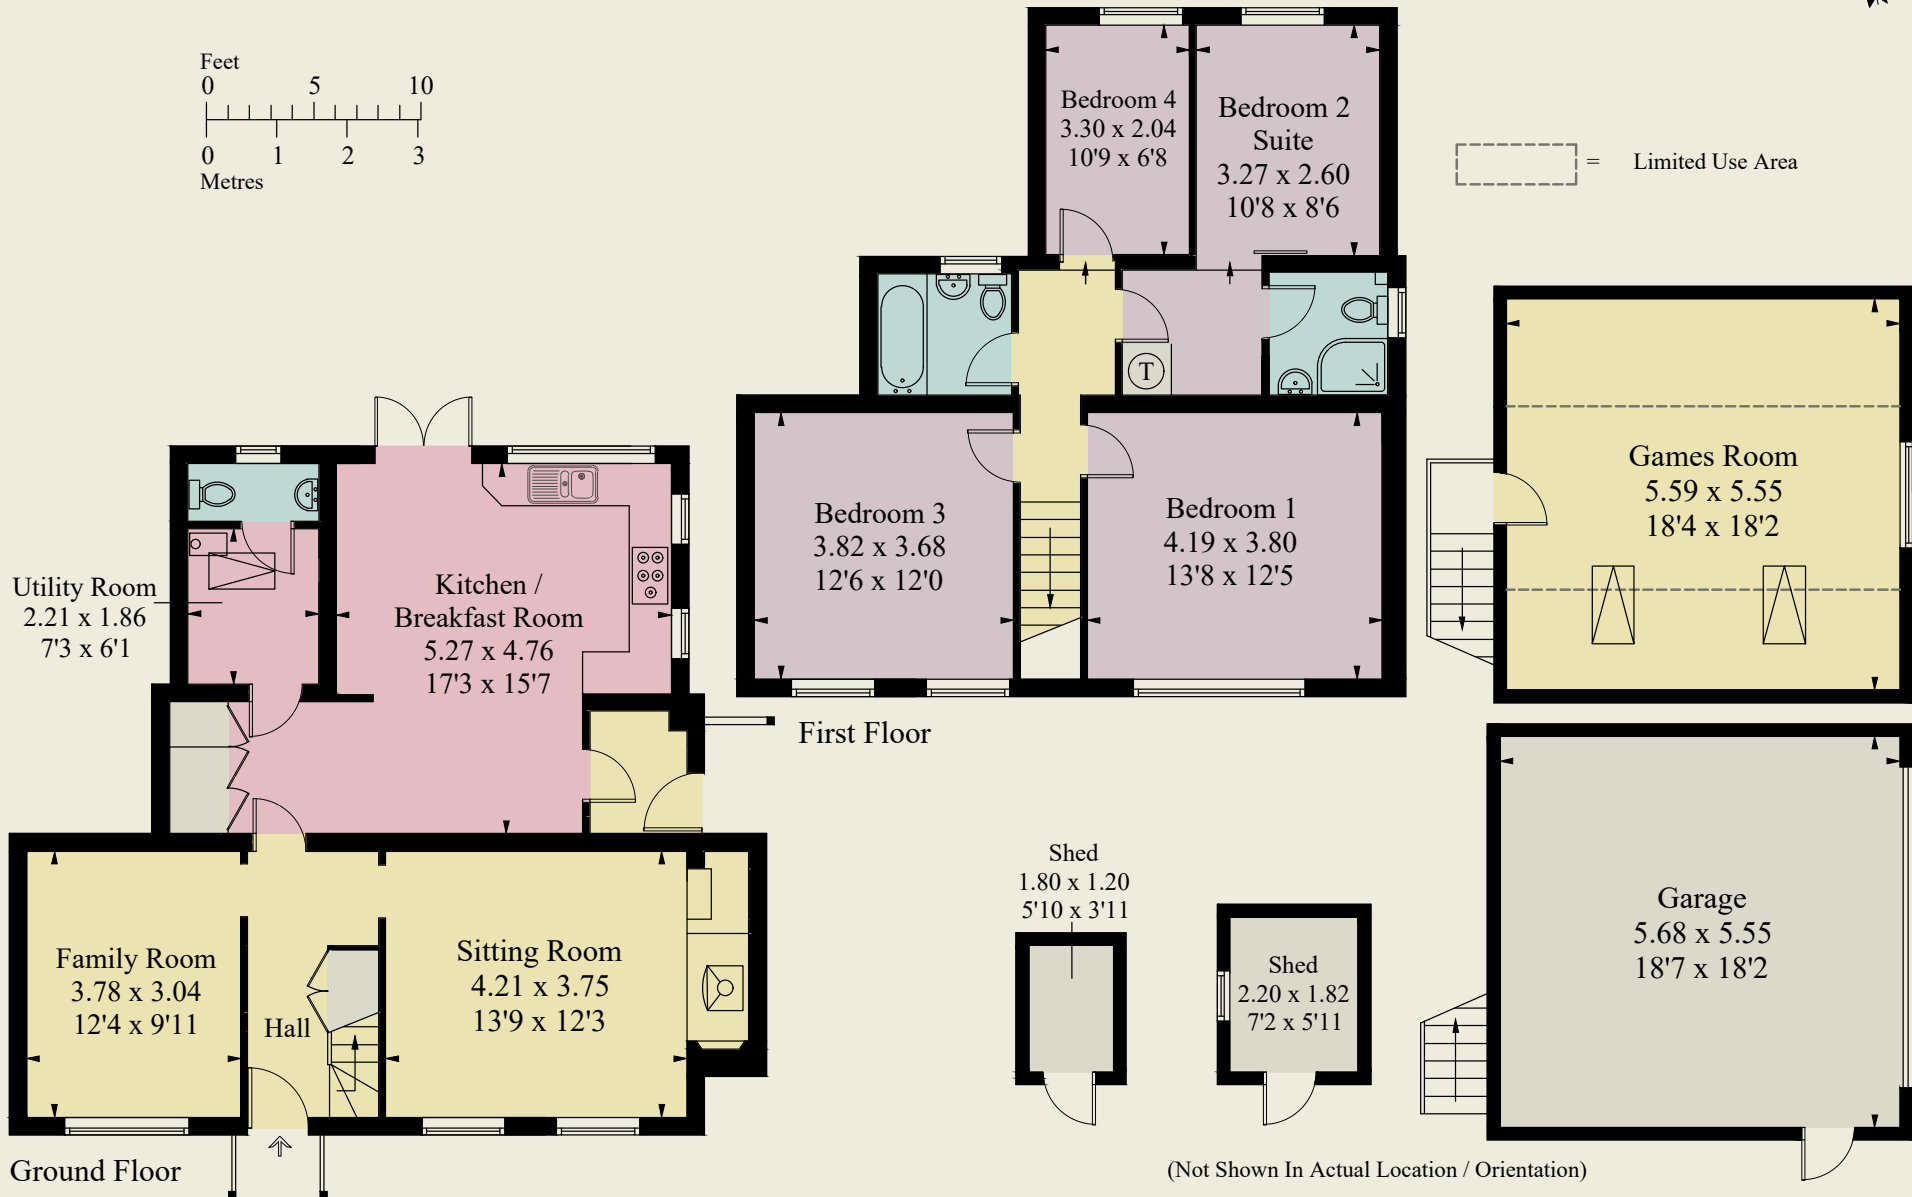 Feet
0 5 10
0 1 2 3
Metres
Bedroom 4
3.30 x 2.04
10'9 x 6'8
Bedroom 2
Suite
3.27 x 2.60
10'8 x 8'6
= Limited Use Area
T
Bedroom 3
3.82 x 3.68
12'6 x 12'0
Bedroom 1
4.19 x 3.80
13'8 x 12'5
Games Room
5.59 x 5.55
18'4 x 18'2
Utility Room
2.21 x 1.86
7'3 x 6'1
Kitchen /
Breakfast Room
5.27 x 4.76
17'3 x 15'7
First Floor
Family Room
3.78 x 3.04
12'4 x 9'11
Hall
Sitting Room
4.21 x 3.75
13'9 x 12'3
Shed
1.80 x 1.20
5'10 x 3'11
Shed
2.20 x 1.82
7'2 x 5'11
Garage
5.68 x 5.55
18'7 x 18'2
Ground Floor
(Not Shown In Actual Location / Orientation)